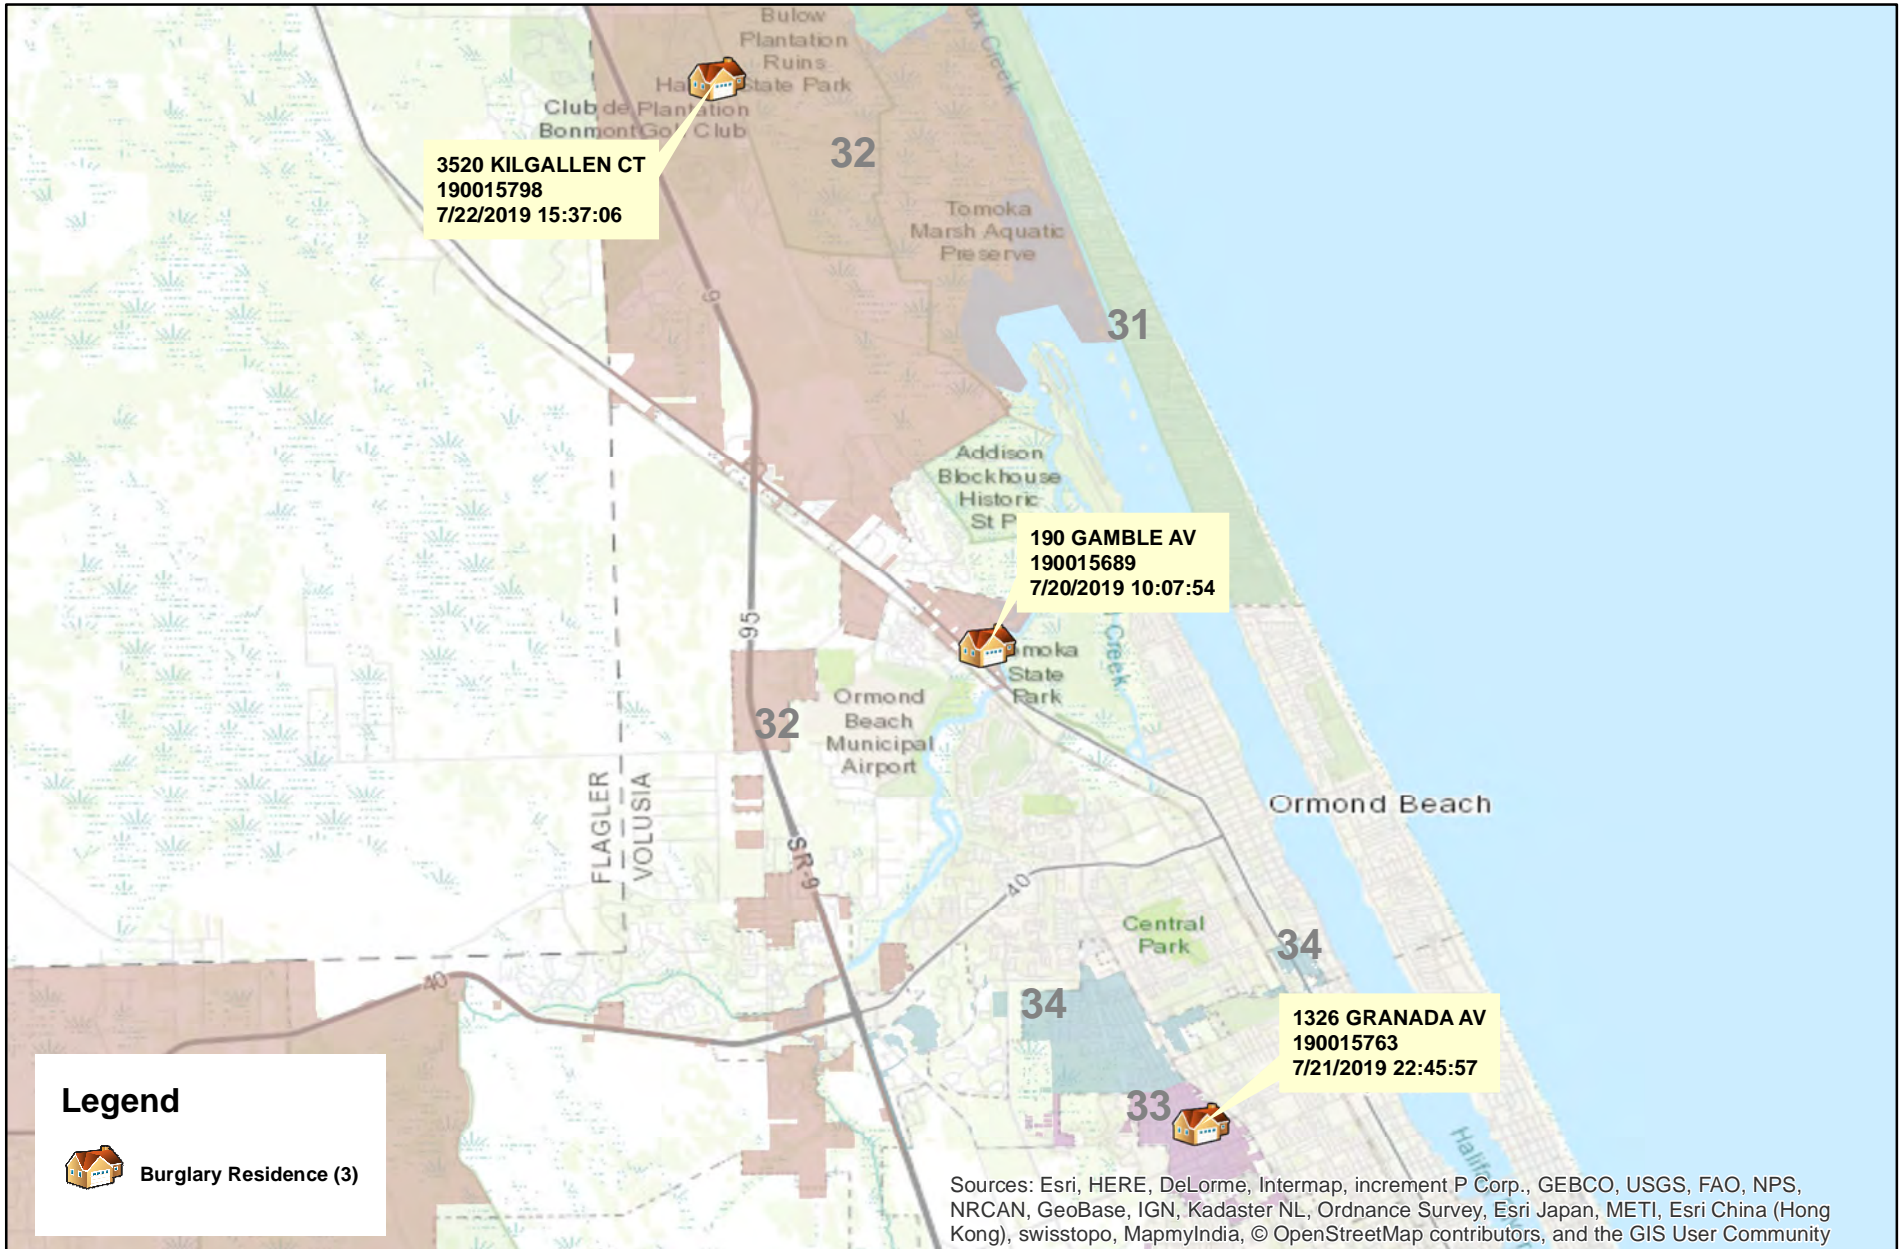 Bulow
Plantation
Ruins
State Park
Creek
Club de Plantation
Bonmont Golf Club
32
3520 KILGALLEN CT
190015798
7/22/2019 15:37:06
Tomoka
Marsh Aquatic
Preserve
9
31
Addison
Blockhouse
Historic
190 GAMBLE AV
190015689
7/20/2019 10:07:54
95
Creek
State
Park
Ormond
Beach
Municipal
Airport
32
FLAGLER
VOLUSIA
Ormond Beach
SR-9
40
Central
Park
34
40
34
1326 GRANADA AV
190015763
7/21/2019 22:45:57
33
Legend
Burglary Residence (3)
Sources: Esri, HERE, DeLorme, Intermap, increment P Corp., GEBCO, USGS, FAO, NPS,
NRCAN, GeoBase, IGN, Kadaster NL, Ordnance Survey, Esri Japan, METI, Esri China (Hong
Kong), swisstopo, MapmyIndia, © OpenStreetMap contributors, and the GIS User Community